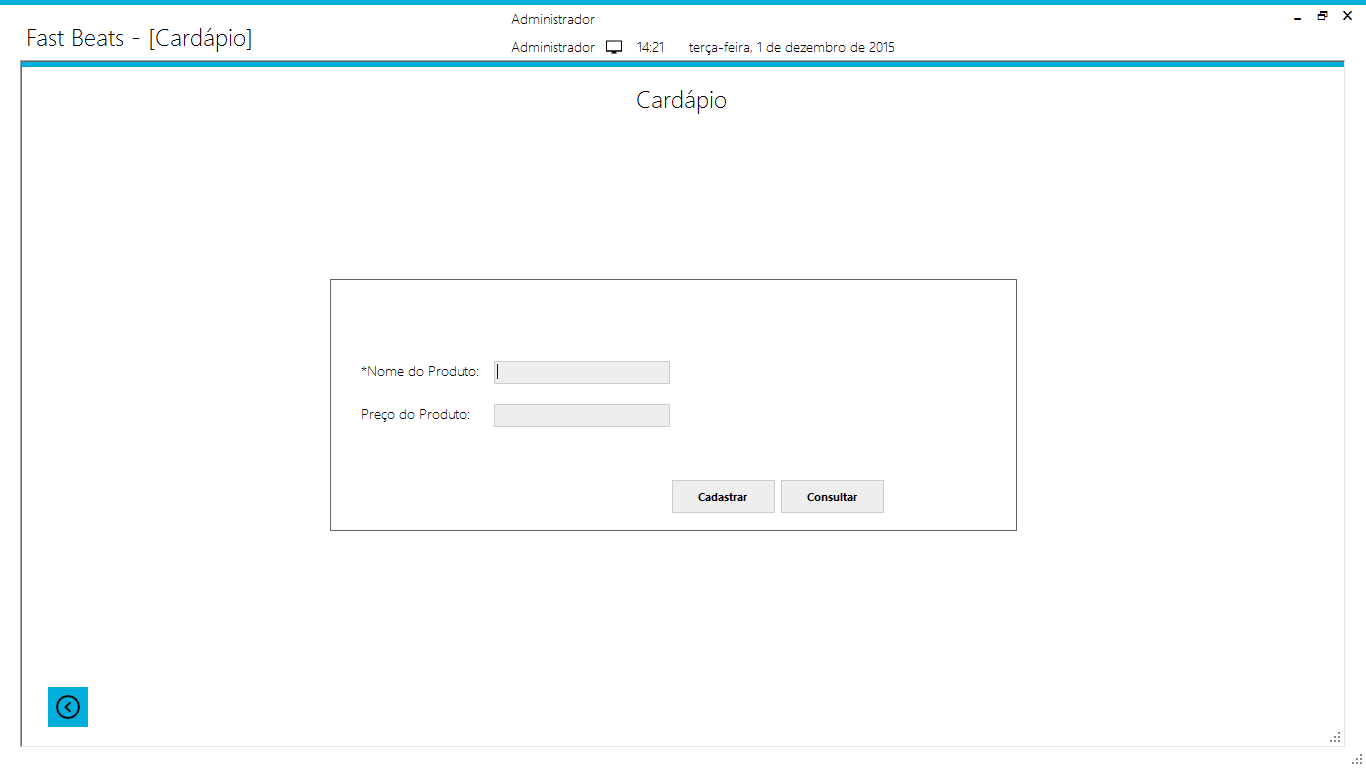 Administrador
Fast Beats - [Cardápio]
Administrador 14:21 terça-feira, 1 de dezembro de 2015
Cardápio
*Nome do Produto:
Preço do Produto:
Cadastrar Consultar